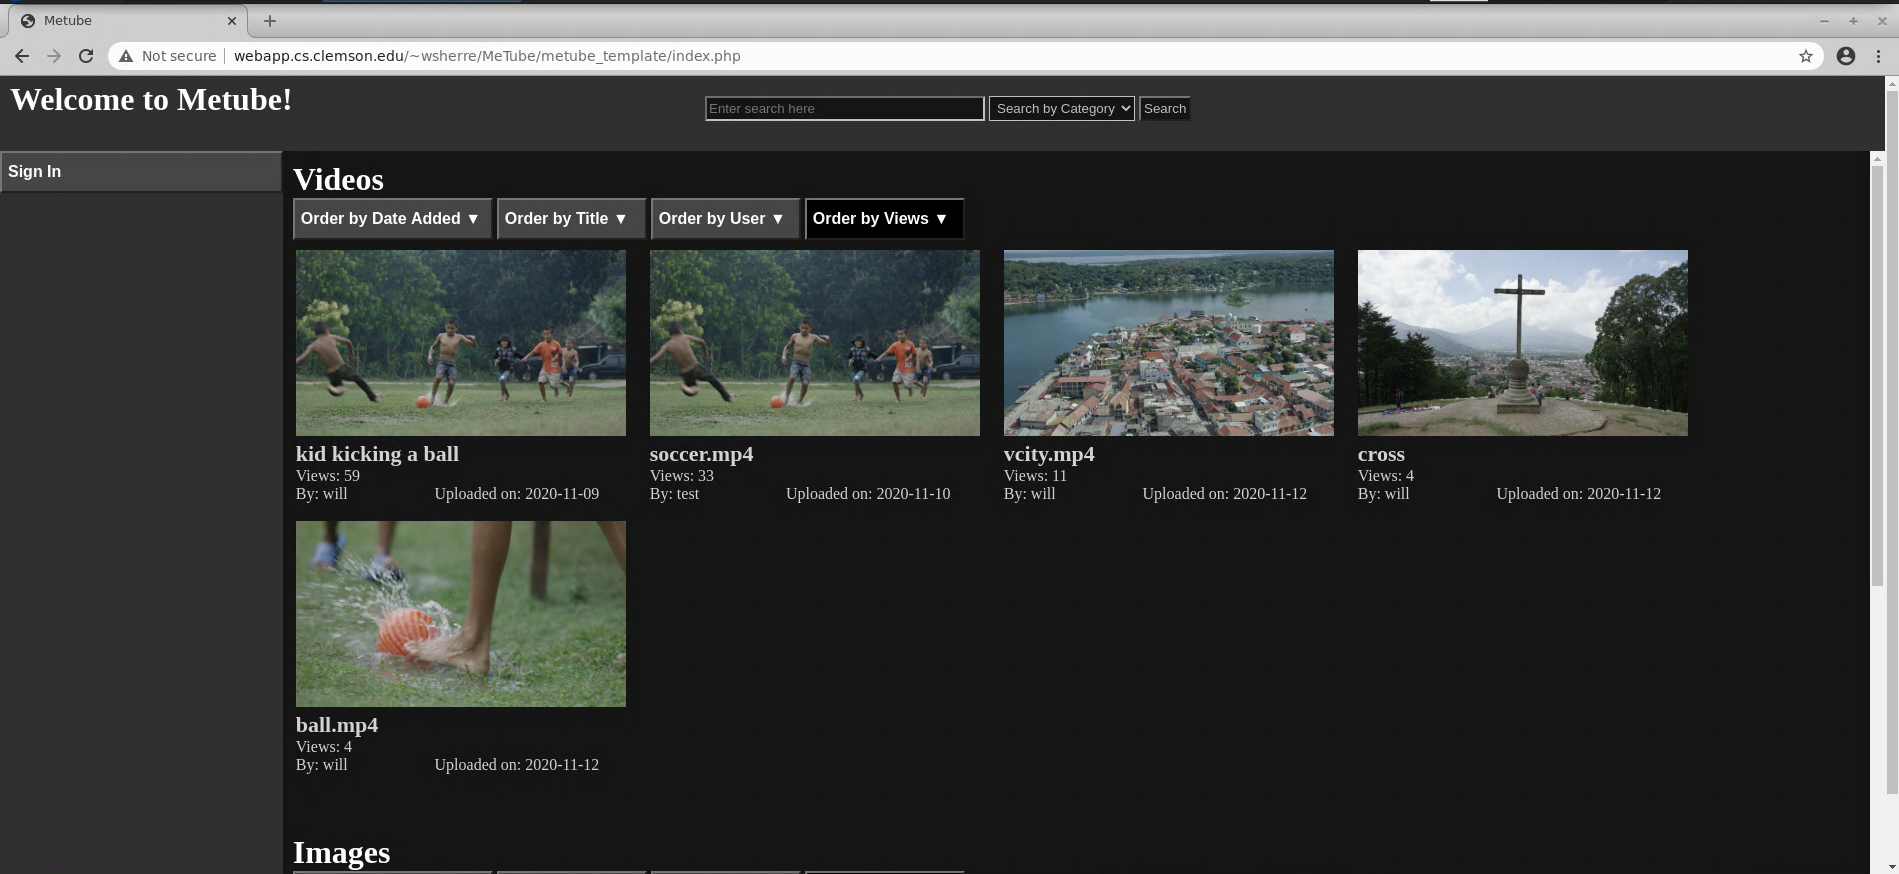 Metube
Not secure
webapp.cs.clemson.edu/~wsherre/MeTube/metube_template/index.php
Welcome to Metube!
Enter search here
Search by Category
Search
Sign In
Videos
Order by Date Added ▼
Order by Title ▼
Order by User ▼
Order by Views ▼
kid kicking a ball
Views: 59
By: will Uploaded on: 2020-11-09
soccer.mp4
Views: 33
By: test Uploaded on: 2020-11-10
vcity.mp4
Views: 11
By: will Uploaded on: 2020-11-12
cross
Views: 4
By: will Uploaded on: 2020-11-12
ball.mp4
Views: 4
By: will Uploaded on: 2020-11-12
Images